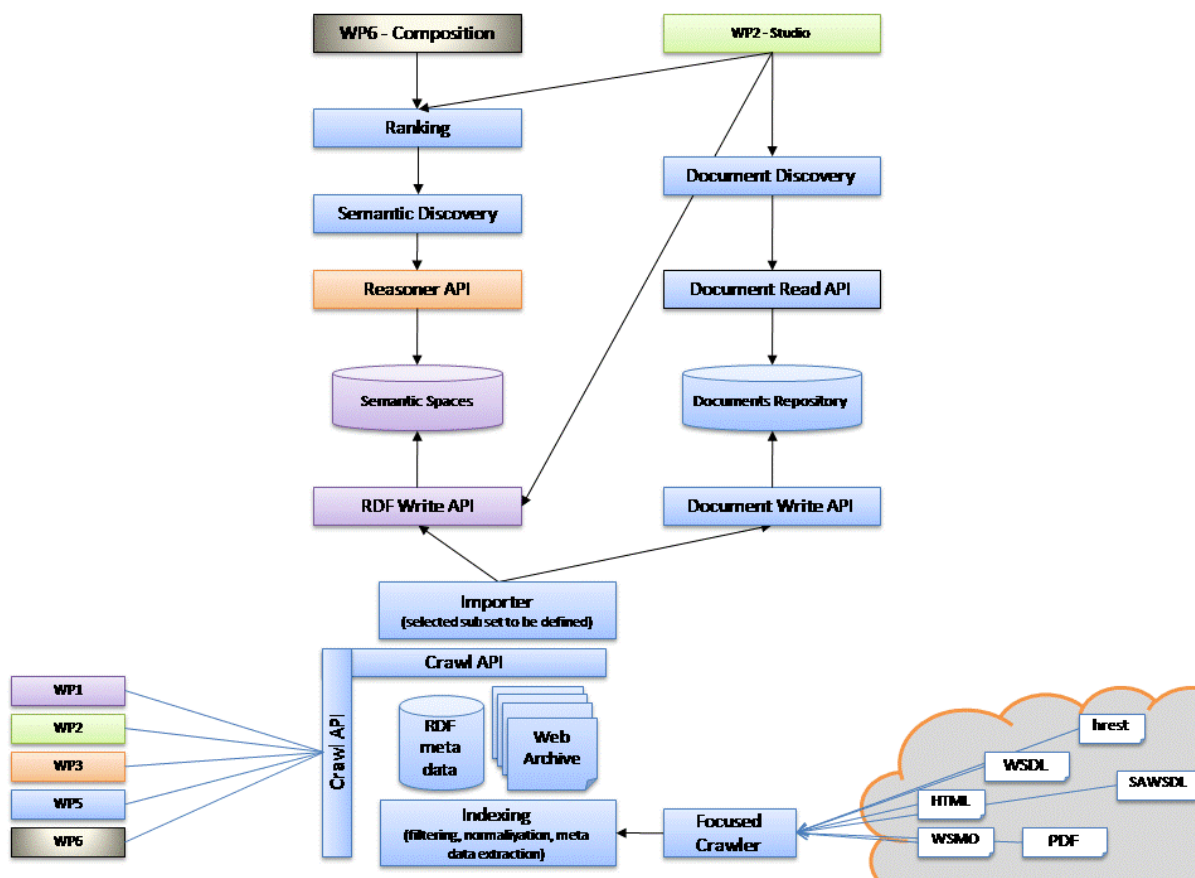 WP6 - Composition
WP2 - Studio
Ranking
Document Discovery
Semantic Discovery
Reasoner API
Document Read API
Semantic Spaces
Documents Repository
RDF Write API
Document Write API
Importer
(selected sub set to be defined)
Crawl API
Crawl API
WP1
WP2
WP3
WP5
WP6
RDF
meta
data
Web
Archive
Indexing
(filtering, normaliyation, meta
data extraction)
Focused
Crawler
hrest
WSDL
SAWSDL
HTML
WSMO
PDF